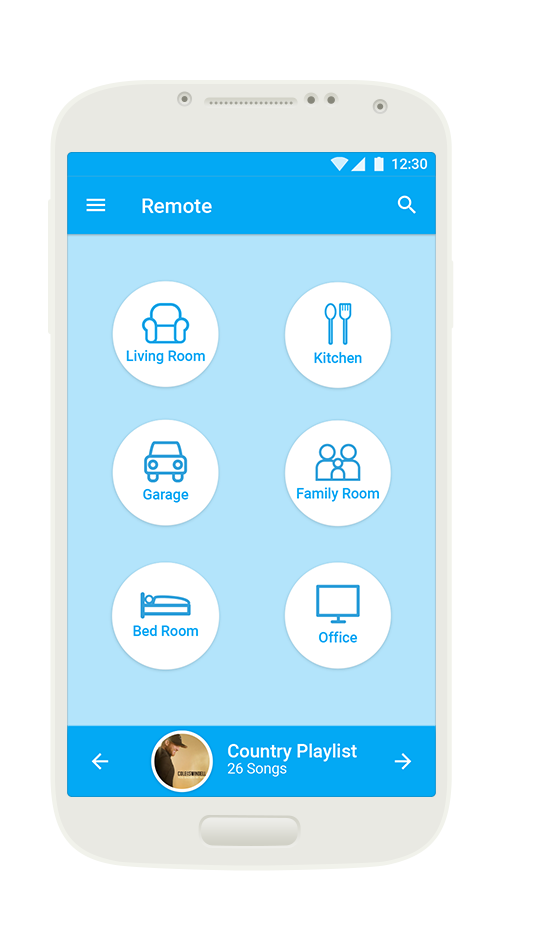 12:30
Remote
Living Room
Kitchen
Garage
Family Room
Bed Room
Office
Country Playlist
26 Songs
COLE SWINDELL